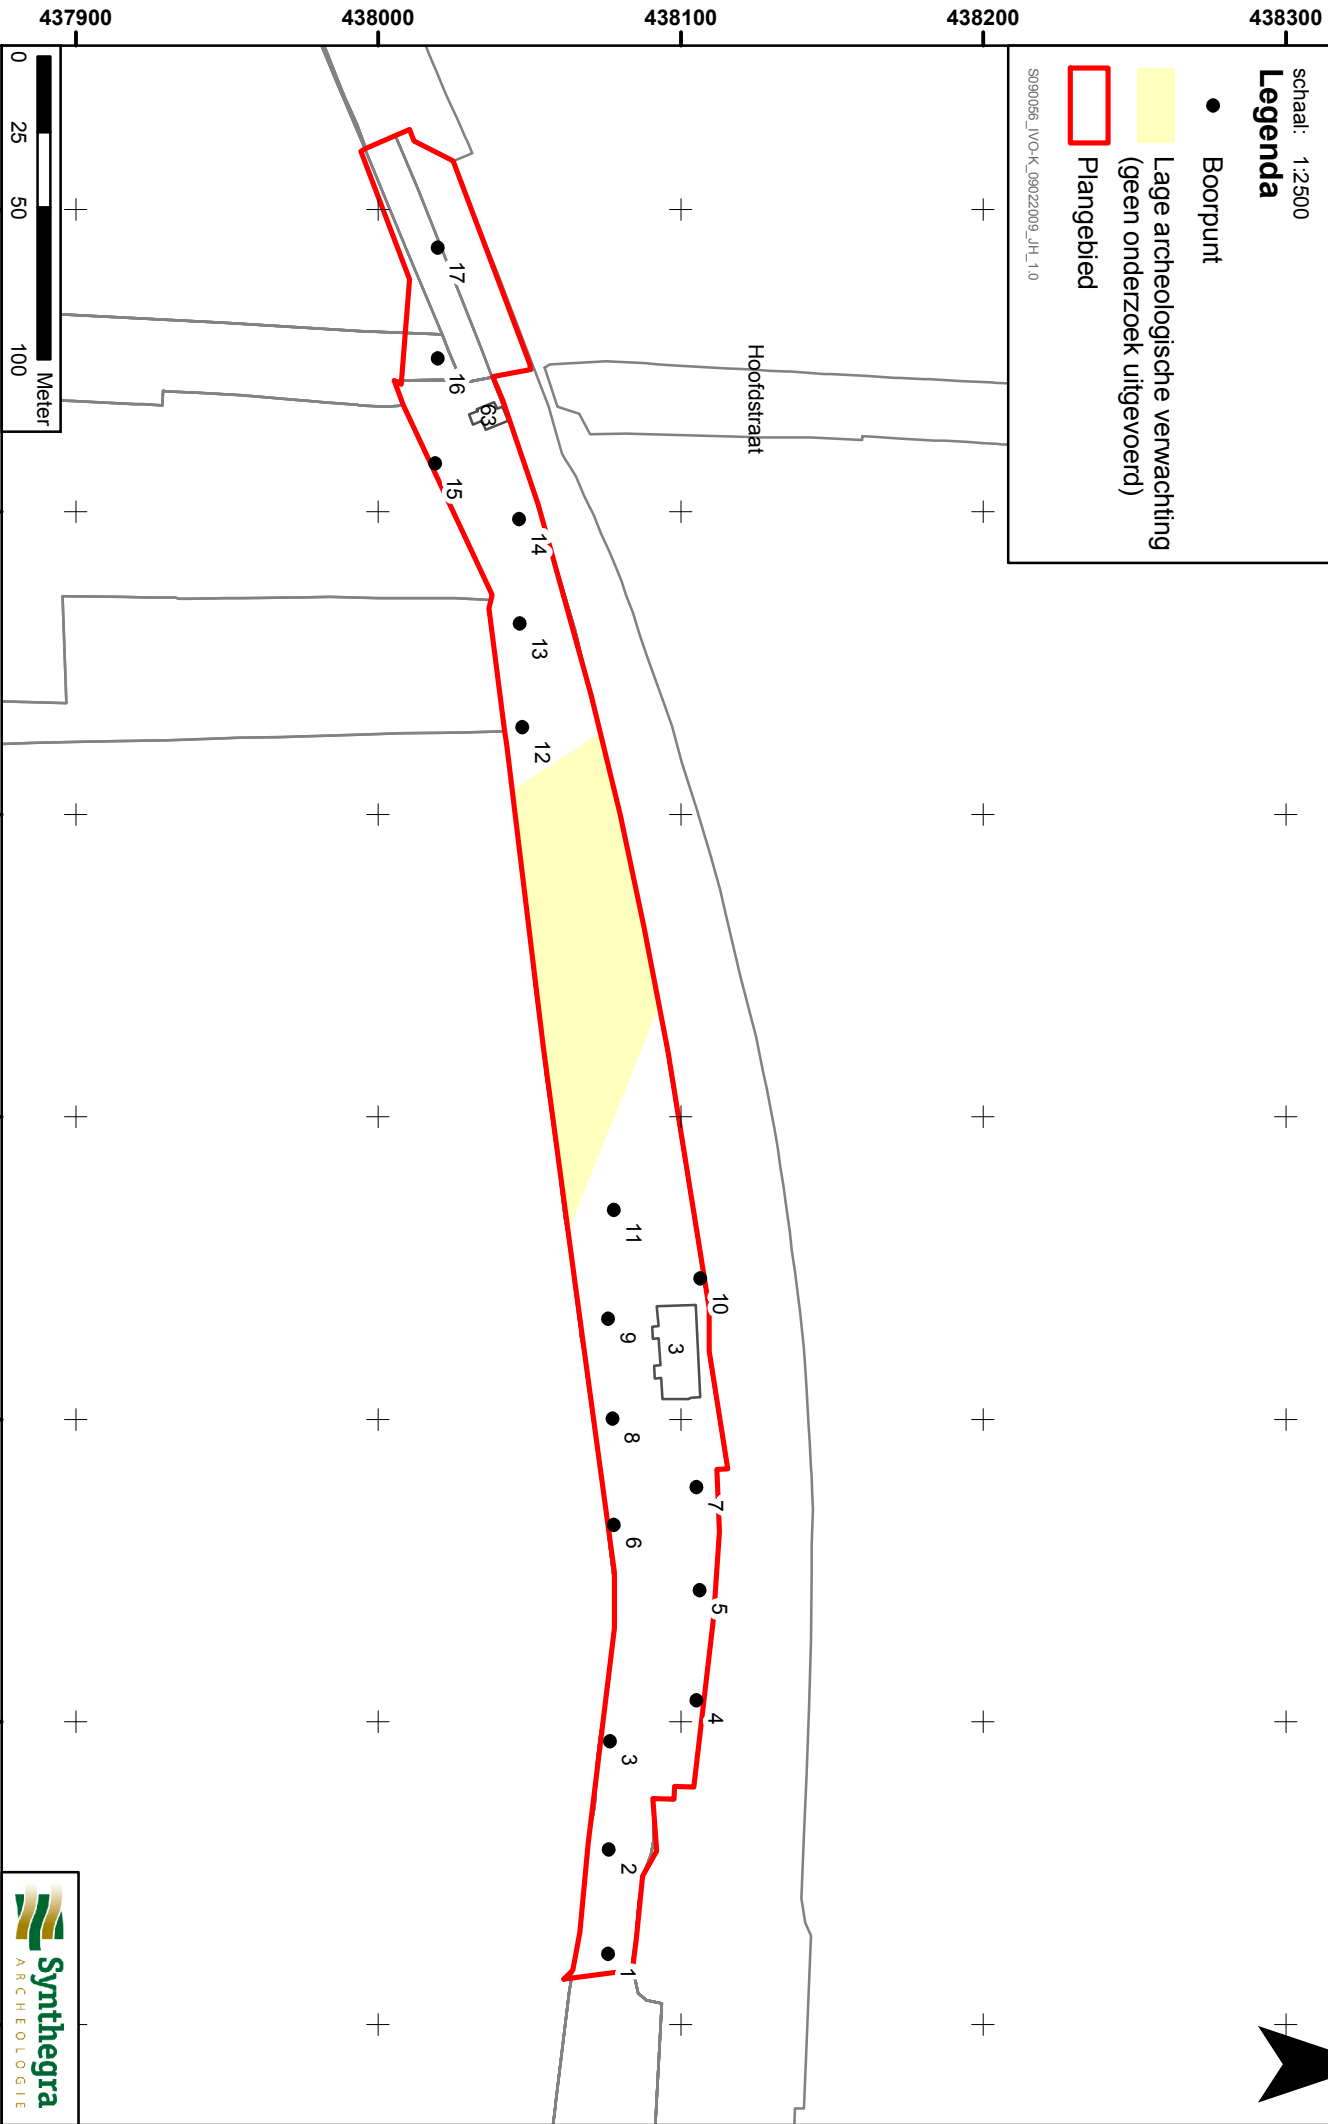 437900
438000
438100
438200
438300
schaal: 1:2500
Legenda
Boorpunt
Lage archeologische verwachting
(geen onderzoek uitgevoerd)
Plangebied
S090056_IVO-K_09022009_JH_1.0
Hoofdstraat
0 25 50 100
Meter
17
16
63
15
14
13
12
11
10
9
3
8
7
6
5
4
3
2
1
Synthegra
ARCHEOLOGIE